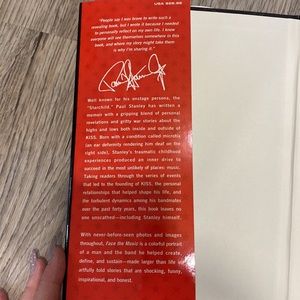 USA $28.99
"People say I was brave to write such a
revealing book, but I wrote it because I needed
to personally reflect on my own life. I know
everyone will see themselves somewhere in this
book, and where my story might take them
is why I'm sharing it."
Well known for his onstage persona, the
"Starchild," Paul Stanley has written a
memoir with a gripping blend of personal
revelations and gritty war stories about the
highs and lows both inside and outside of
KISS. Born with a condition called microtia
(an ear deformity rendering him deaf on the
right side), Stanley's traumatic childhood
experiences produced an inner drive to
succeed in the most unlikely of places: music.
Taking readers through the series of events
that led to the founding of KISS, the personal
relationships that helped shape his life, and
the turbulent dynamics among his bandmates
over the past forty years, this book leaves no
one unscathed—including Stanley himself.
With never-before-seen photos and images
throughout, Face the Music is a colorful portrait
of a man and the band he helped create,
define, and sustain—made larger than life in
artfully told stories that are shocking, funny,
inspirational, and honest.